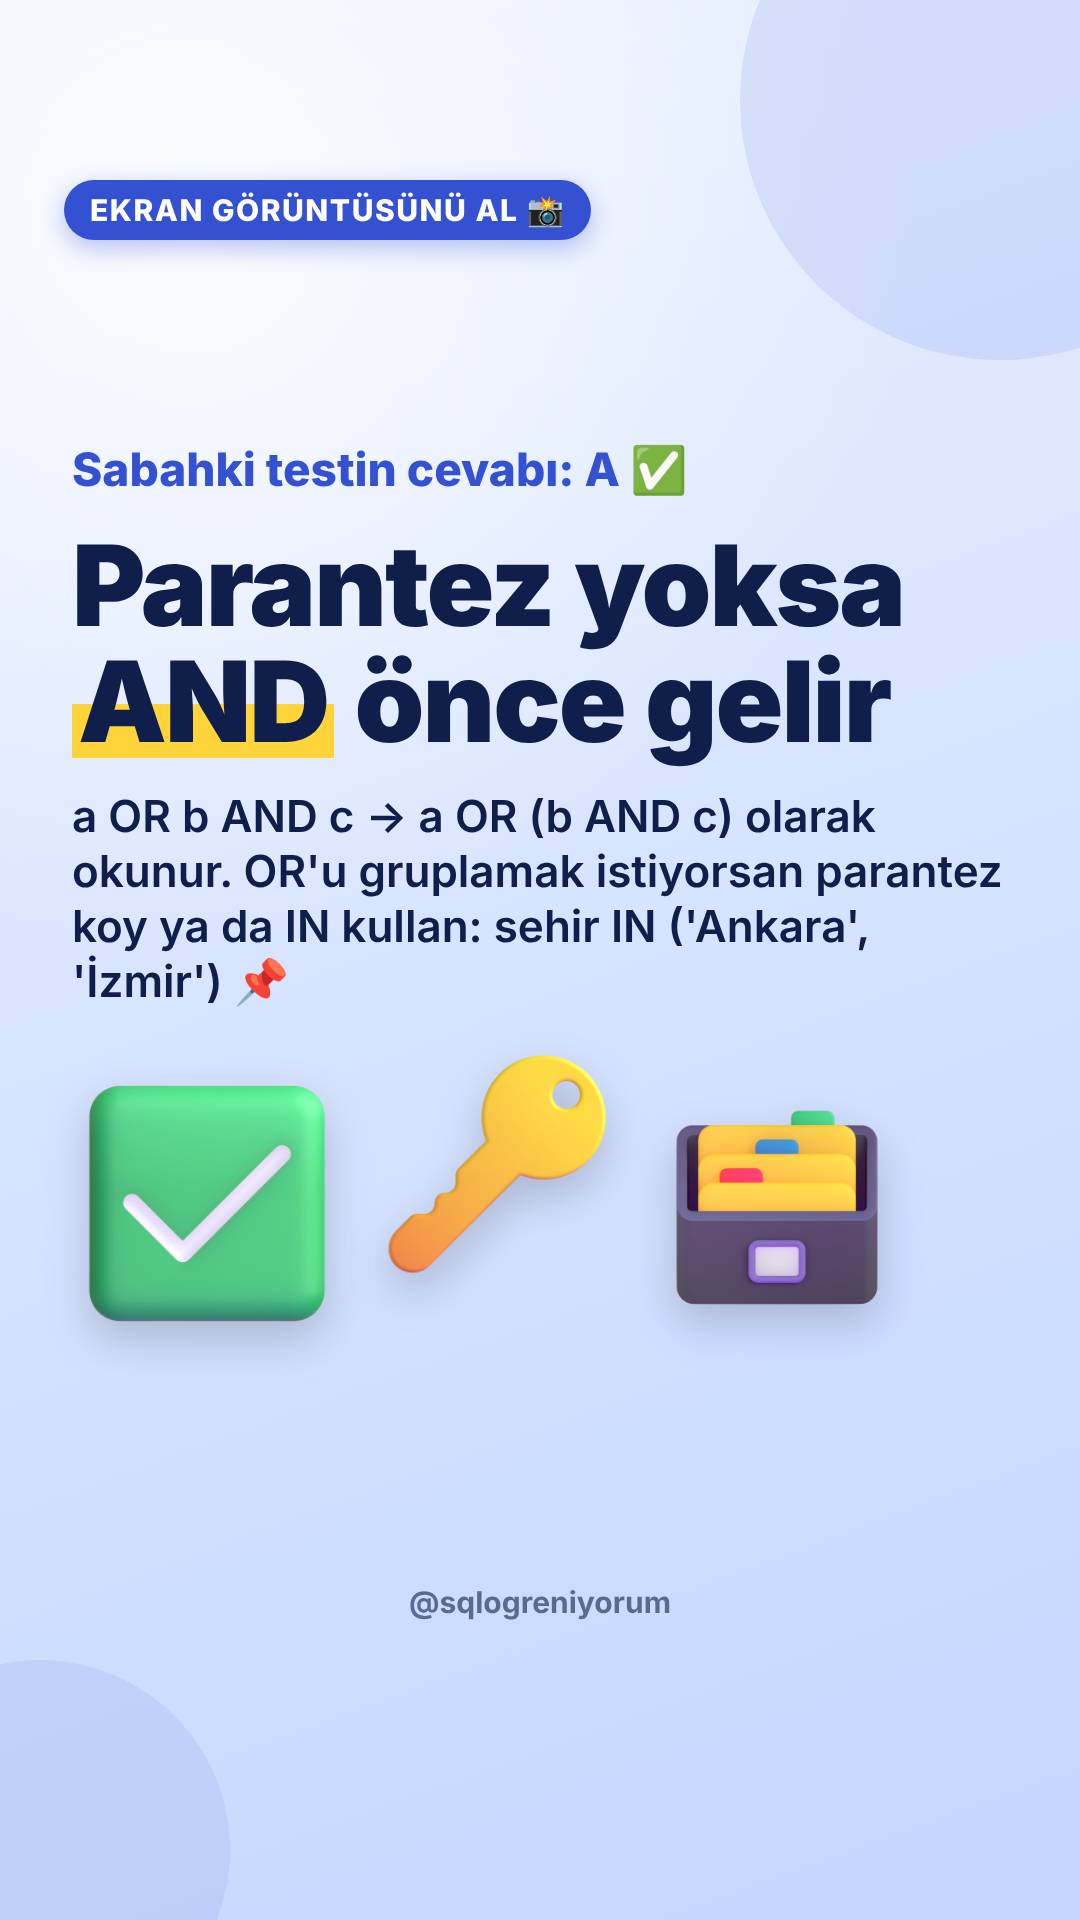 EKRAN GÖRÜNTÜSÜNÜ AL 📸
Sabahki testin cevabı: A ✅
Parantez yoksa
AND önce gelir
a OR b AND c → a OR (b AND c) olarak
okunur. OR'u gruplamak istiyorsan parantez
koy ya da IN kullan: sehir IN ('Ankara',
'İzmir') 📌
@sqlogreniyorum